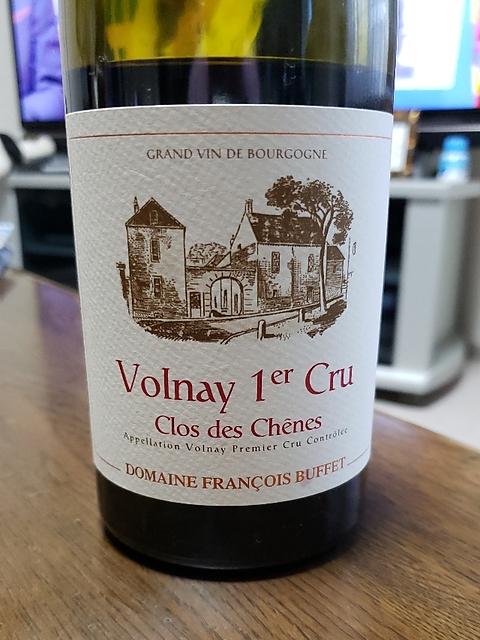 GRAND VIN DE BOURGOGNE
Volnay 1er Cru
Clos des Chênes
Appellation Volnay Premier Cru Contrôlée
DOMAINE FRANÇOIS BUFFET